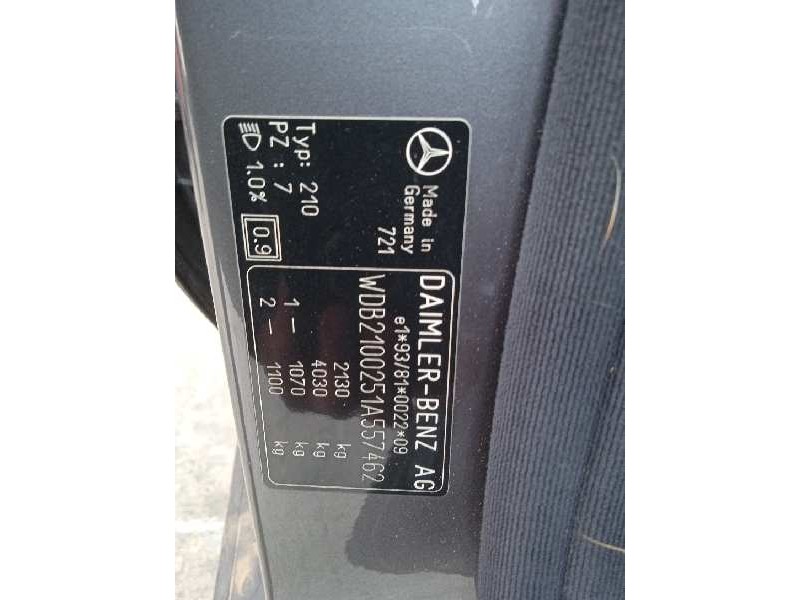 DAIMLER-BENZ AG
e1*93/81*0022*09
WDB2100251A557462
2130 kg
4030 kg
1— 1070 kg
2— 1100 kg
Made in
Germany
721
Typ: 210
PZ : 7
1.0% 0.9